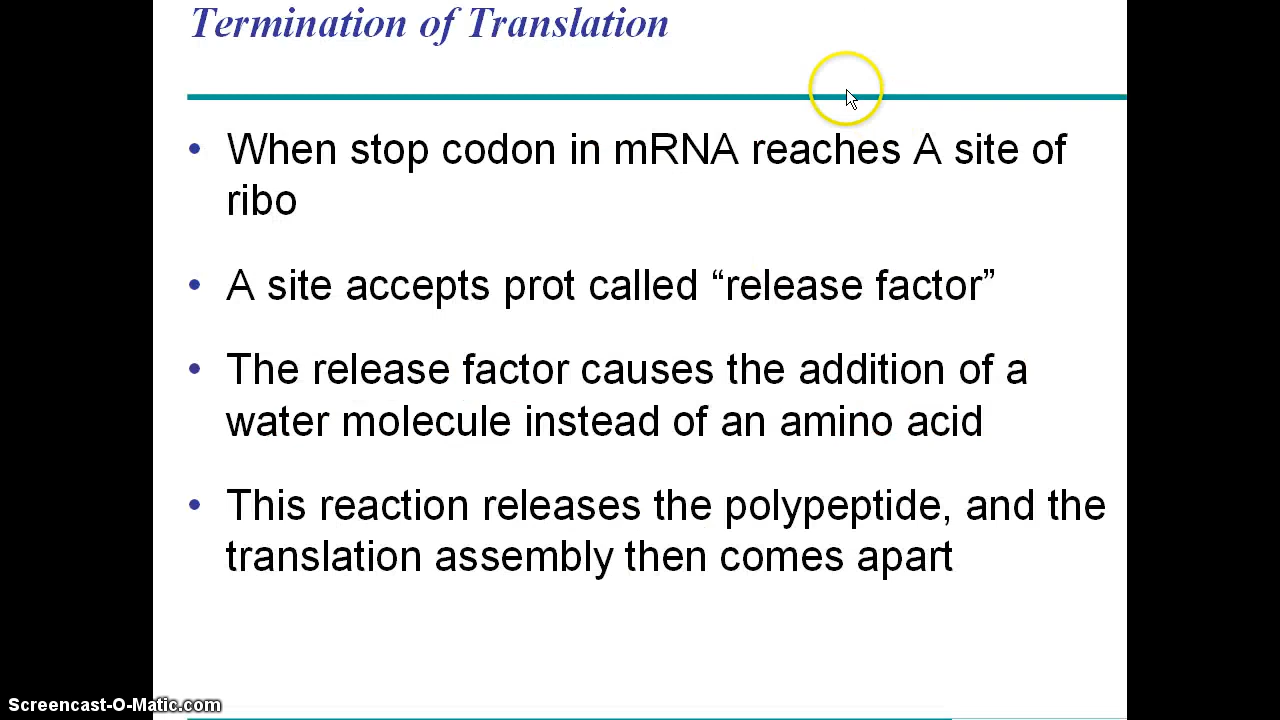 Termination of Translation
• When stop codon in mRNA reaches A site of
ribo
• A site accepts prot called “release factor”
• The release factor causes the addition of a
water molecule instead of an amino acid
• This reaction releases the polypeptide, and the
translation assembly then comes apart
Screencast-O-Matic.com